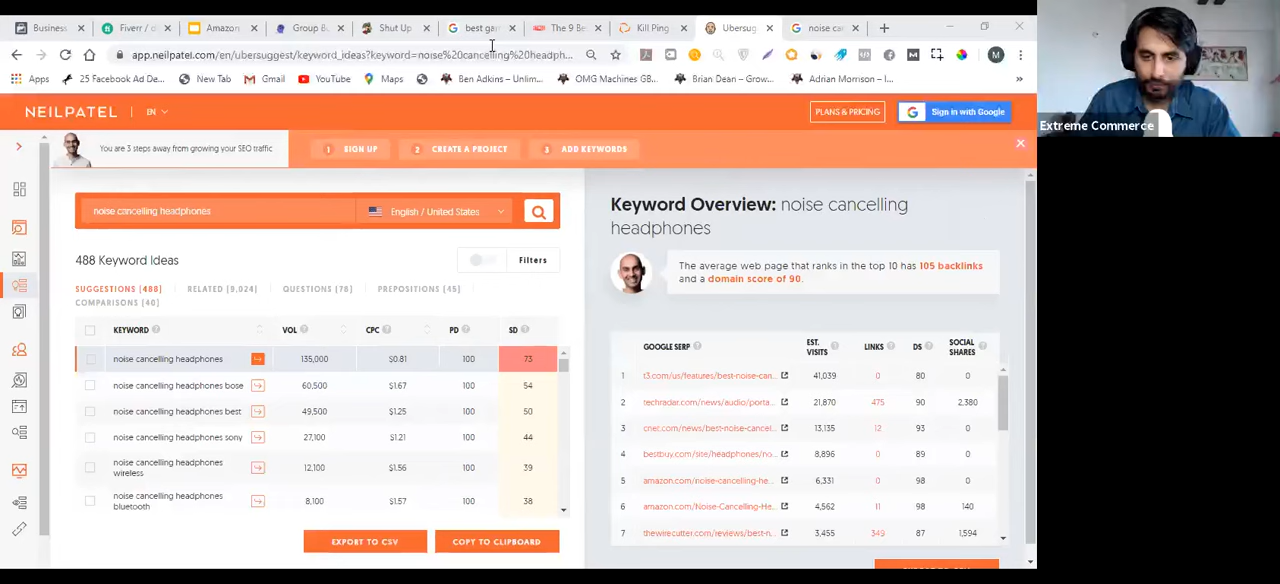 Business
Fiverr / d
Amazon
Group B
Shut Up
best ga
The 9 Be
Kill Ping
Ubersug
noise ca
app.neilpatel.com/en/ubersuggest/keyword_ideas?keyword=noise%20cancelling%20headph...
M
Apps
25 Facebook Ad De...
New Tab
Gmail
YouTube
Maps
Ben Adkins – Unlim...
OMG Machines GB...
Brian Dean – Grow...
Adrian Morrison – I...
»
NEILPATEL
EN
PLANS & PRICING
Sign in with Google
You are 3 steps away from growing your SEO traffic
1 SIGN UP
2 CREATE A PROJECT
3 ADD KEYWORDS
noise cancelling headphones
English / United States
488 Keyword Ideas
Filters
SUGGESTIONS (488)
RELATED (9,024)
QUESTIONS (78)
PREPOSITIONS (45)
COMPARISONS (40)
KEYWORD VOL CPC PD SD
noise cancelling headphones 135,000 $0.81 100 73
noise cancelling headphones bose 60,500 $1.67 100 54
noise cancelling headphones best 49,500 $1.25 100 50
noise cancelling headphones sony 27,100 $1.21 100 44
noise cancelling headphones
wireless 12,100 $1.56 100 39
noise cancelling headphones
bluetooth 8,100 $1.57 100 38
EXPORT TO CSV
COPY TO CLIPBOARD
Keyword Overview: noise cancelling
headphones
The average web page that ranks in the top 10 has 105 backlinks
and a domain score of 90.
GOOGLE SERP EST. VISITS LINKS DS SOCIAL SHARES
1 t3.com/us/features/best-noise-can... 41,039 0 80 0
2 techradar.com/news/audio/porta... 21,870 475 90 2,380
3 cnet.com/news/best-noise-cancel... 13,135 12 93 0
4 bestbuy.com/site/headphones/no... 8,896 0 89 0
5 amazon.com/noise-cancelling-he... 6,331 0 98 0
6 amazon.com/Noise-Cancelling-He... 4,562 11 98 140
7 thewirecutter.com/reviews/best-n... 3,455 349 87 1,594
Extreme Commerce